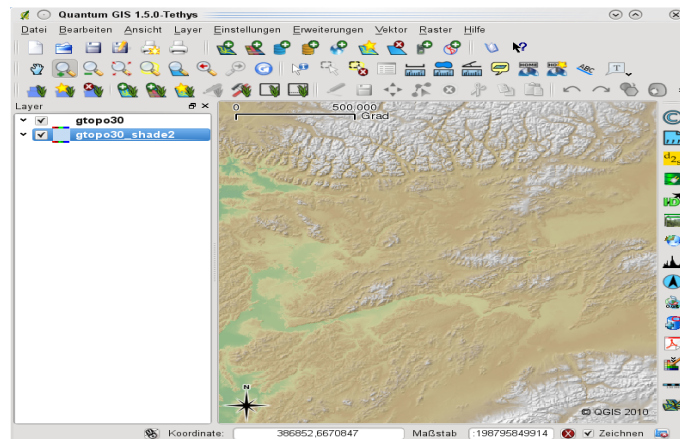 Quantum GIS 1.5.0-Tethys
Datei Bearbeiten Ansicht Layer Einstellungen Erweiterungen Vektor Raster Hilfe
Layer
gtopo30
gtopo30_shade2
0 500,000
Grad
N
© QGIS 2010
Koordinate: 386852,6670847 Maßstab :198795849914 Zeichnen